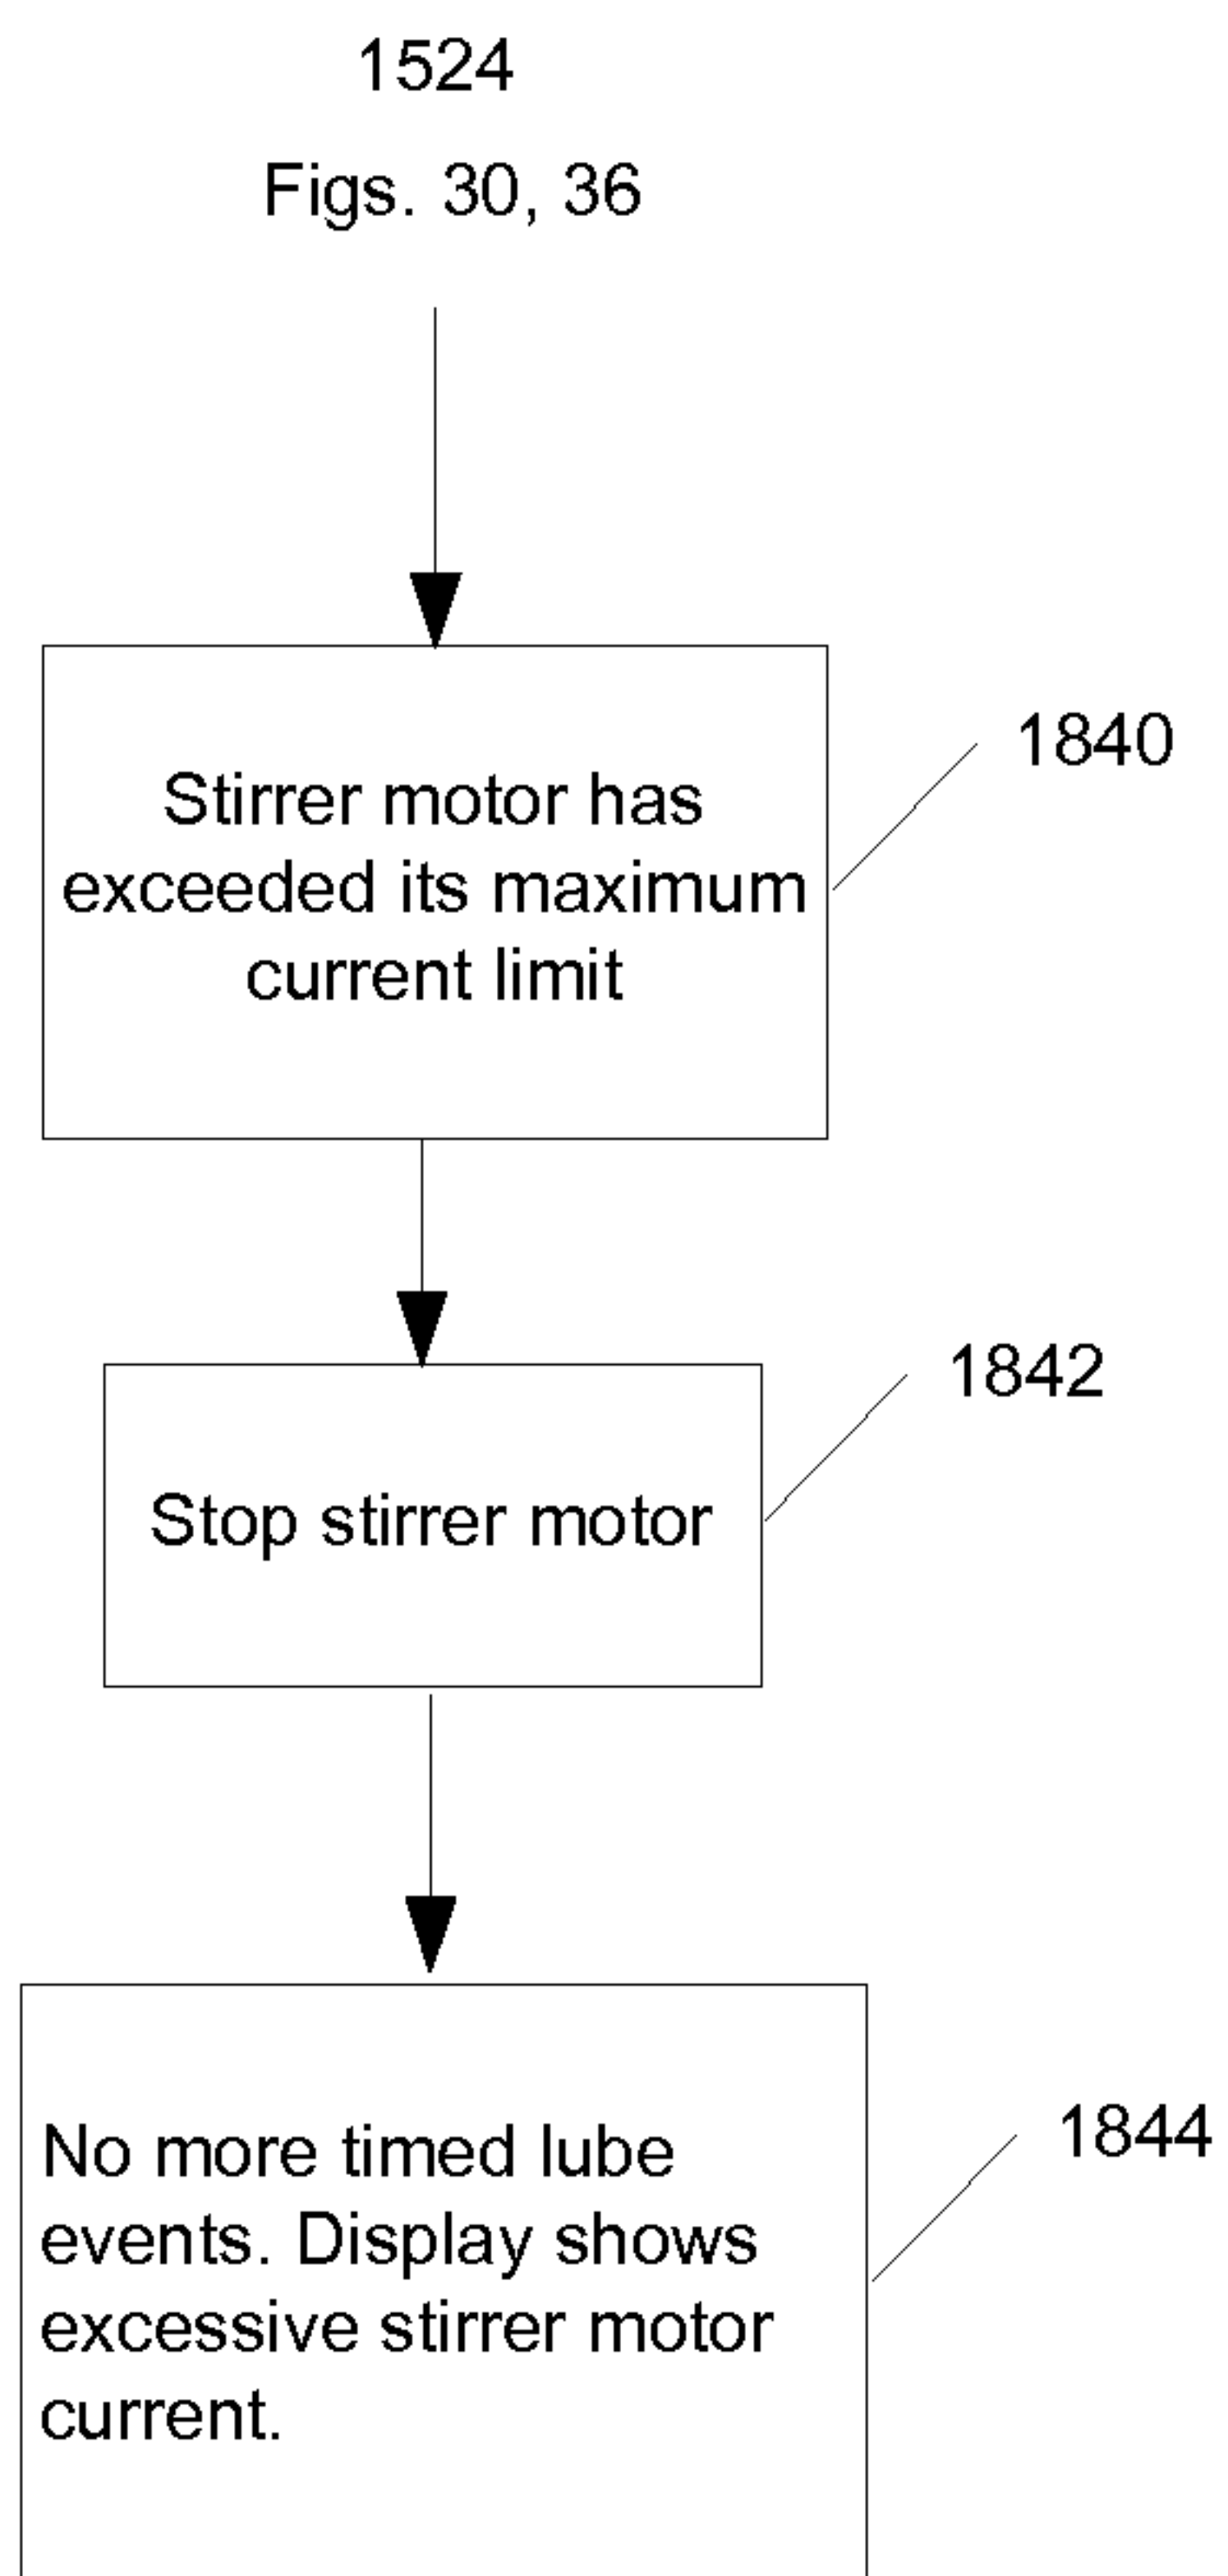 1524
Figs. 30, 36
1840
Stirrer motor has
exceeded its maximum
current limit
1842
Stop stirrer motor
1844
No more timed lube
events. Display shows
excessive stirrer motor
current.